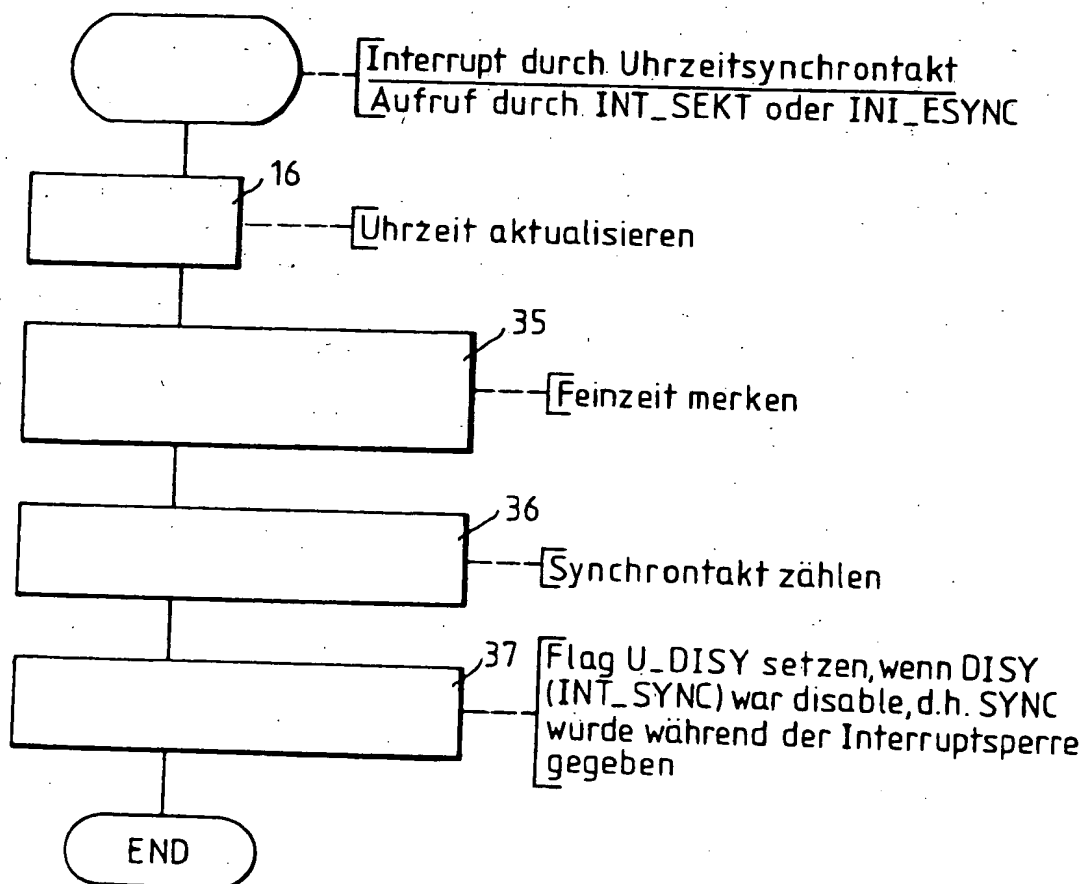 Interrupt durch Uhrzeitsynchrontakt
Aufruf durch INT_SEKT oder INI_ESYNC
16
Uhrzeit aktualisieren
35
Feinzeit merken
36
Synchrontakt zählen
37
Flag U_DISY setzen, wenn DISY
(INT_SYNC) war disable, d.h. SYNC
wurde während der Interruptsperre
gegeben
END